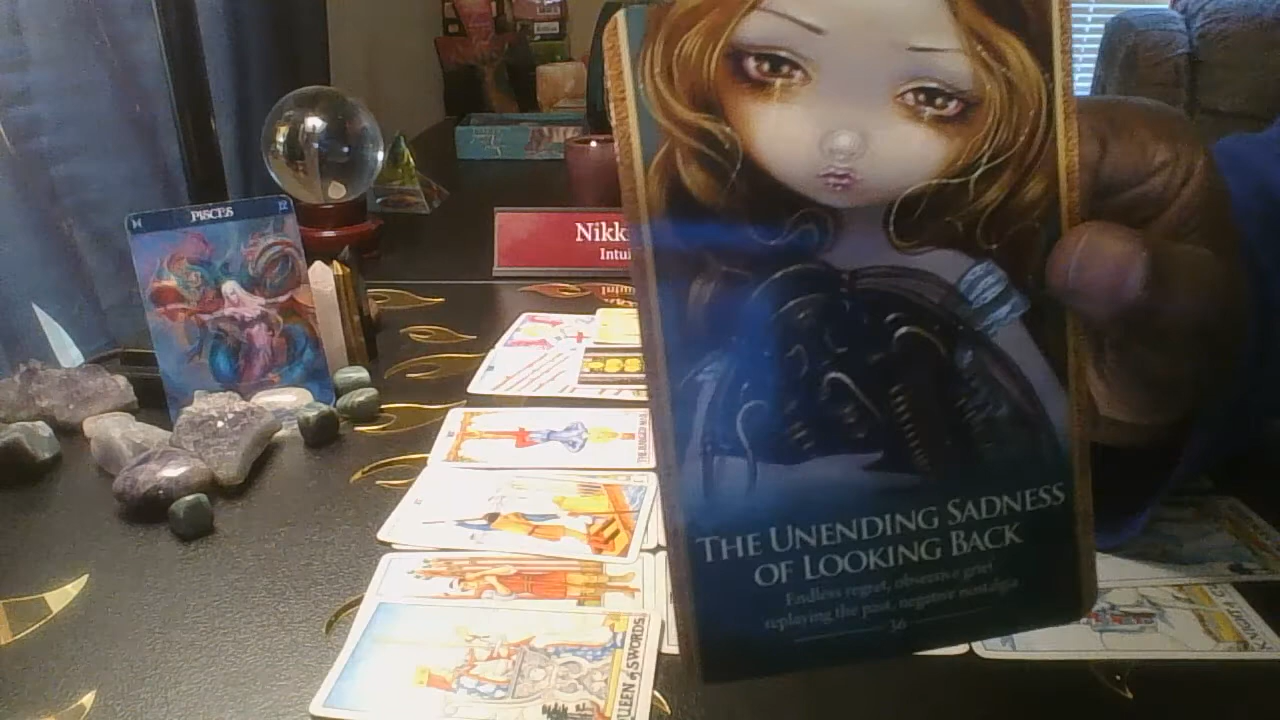 PISCES
12
Nikk
Intui
THE HANGED MAN.
QUEEN of SWORDS.
KNIGHT
THE UNENDING SADNESS
OF LOOKING BACK
Endless regret, obsessive grief,
replaying the past, negative nostalgia
36